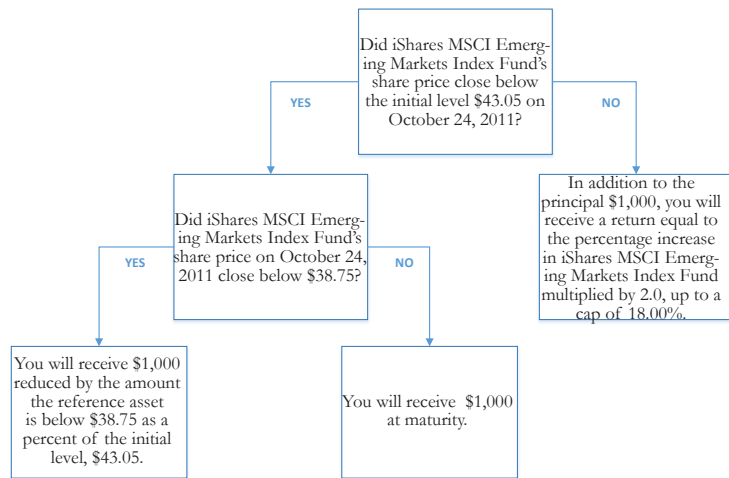 Did iShares MSCI Emerg-
ing Markets Index Fund's
share price close below
the initial level $43.05 on
October 24, 2011?
YES
NO
Did iShares MSCI Emerg-
ing Markets Index Fund's
share price on October 24,
2011 close below $38.75?
In addition to the
principal $1,000, you will
receive a return equal to
the percentage increase
in iShares MSCI Emerg-
ing Markets Index Fund
multiplied by 2.0, up to a
cap of 18.00%.
YES
NO
You will receive $1,000
reduced by the amount
the reference asset
is below $38.75 as a
percent of the initial
level, $43.05.
You will receive $1,000
at maturity.